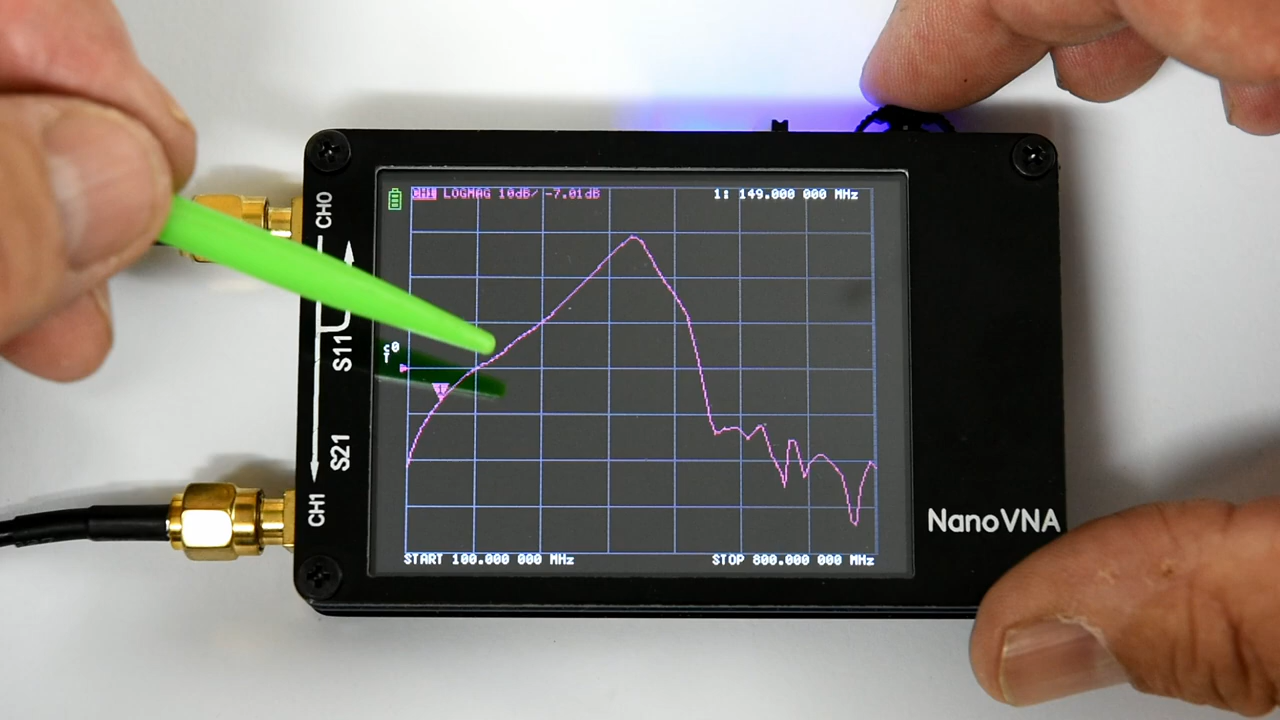 CH1 LOGMAG 10dB/ -7.01dB
1: 149.000 000 MHz
CH0
S11
S21
CH1
1
START 100.000 000 MHz
STOP 800.000 000 MHz
NanoVNA